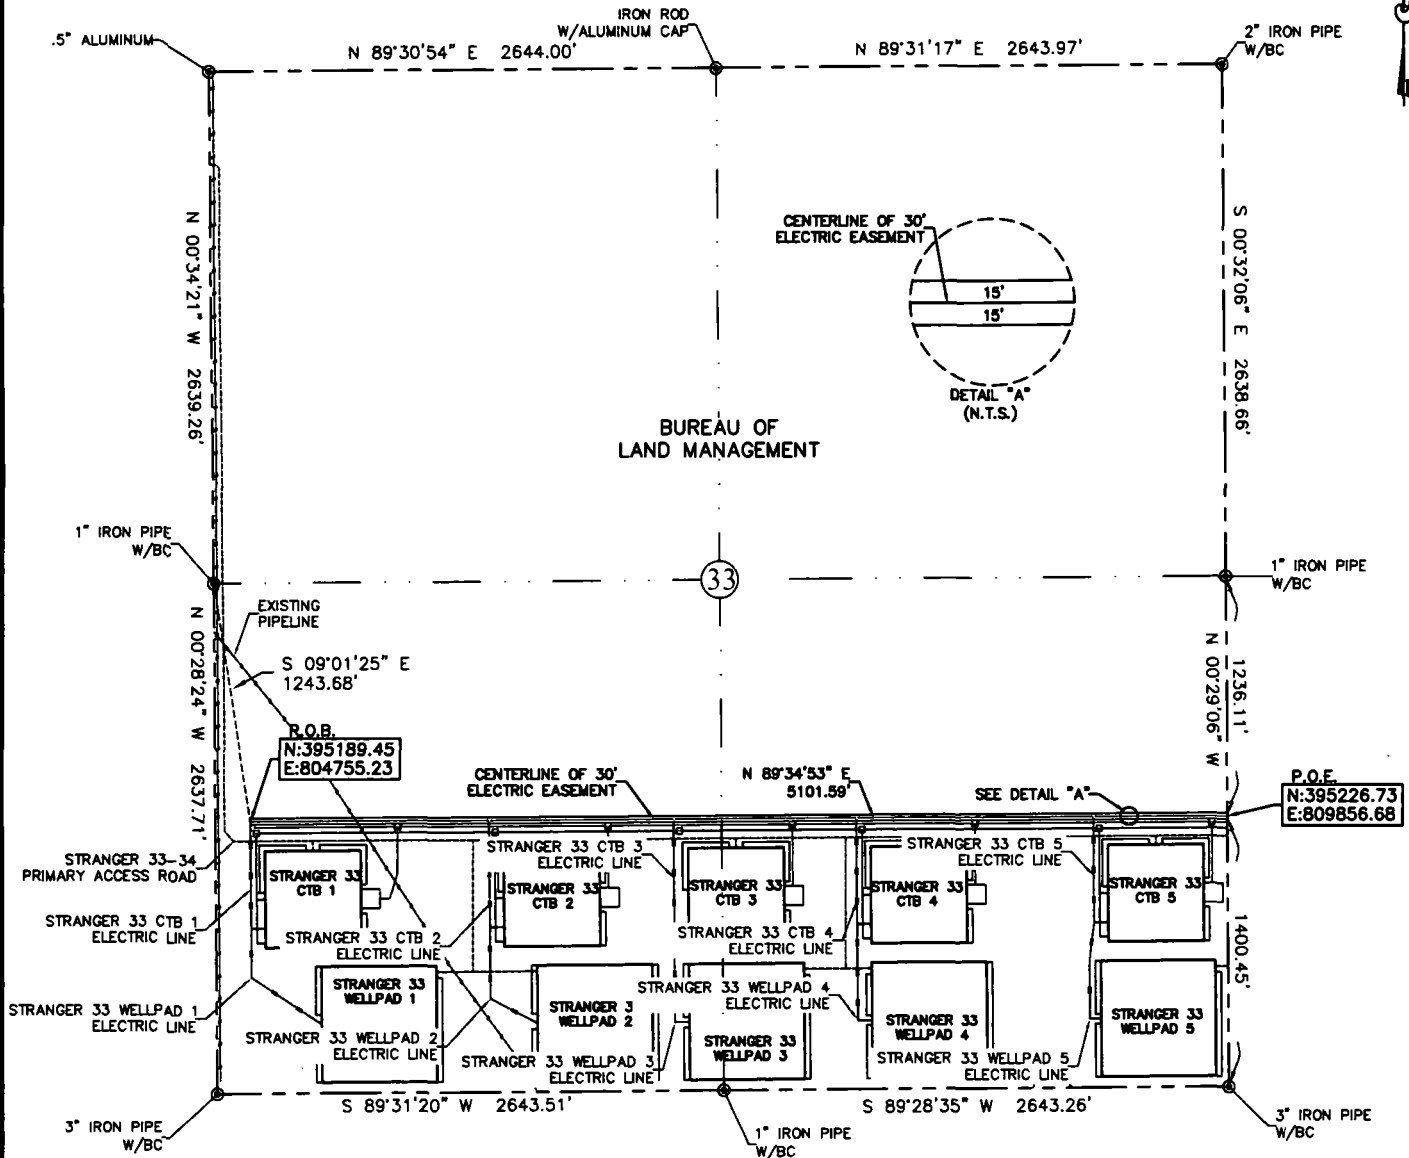 IRON ROD
W/ALUMINUM CAP
.5" ALUMINUM
N 89°30'54" E 2644.00'
N 89°31'17" E 2643.97'
2" IRON PIPE
W/BC
N 00°34'21" W 2639.26'
S 00°32'06" E 2638.66'
CENTERLINE OF 30'
ELECTRIC EASEMENT
15'
15'
DETAIL "A"
(N.T.S.)
BUREAU OF
LAND MANAGEMENT
1" IRON PIPE
W/BC
33
1" IRON PIPE
W/BC
EXISTING
PIPELINE
N 00°28'24" W 2637.71'
S 09°01'25" E
1243.68'
1236.11'
N 00°29'06" W
P.O.B.
N:395189.45
E:804755.23
CENTERLINE OF 30'
ELECTRIC EASEMENT
N 89°34'53" E
5101.59'
SEE DETAIL "A"
P.O.E.
N:395226.73
E:809856.68
STRANGER 33-34
PRIMARY ACCESS ROAD
STRANGER 33
CTB 1
STRANGER 33 CTB 3
ELECTRIC LINE
STRANGER 33
CTB 2
STRANGER 33
CTB 3
STRANGER 33
CTB 4
STRANGER 33 CTB 5
ELECTRIC LINE
STRANGER 33
CTB 5
STRANGER 33 CTB 1
ELECTRIC LINE
STRANGER 33 CTB 2
ELECTRIC LINE
STRANGER 33 CTB 4
ELECTRIC LINE
1400.45'
STRANGER 33
WELLPAD 1
STRANGER 33 WELLPAD 1
ELECTRIC LINE
STRANGER 33 WELLPAD 2
ELECTRIC LINE
STRANGER 3
WELLPAD 2
STRANGER 33 WELLPAD 4
ELECTRIC LINE
STRANGER 33
WELLPAD 3
STRANGER 33
WELLPAD 4
STRANGER 33
WELLPAD 5
STRANGER 33 WELLPAD 3
ELECTRIC LINE
STRANGER 33 WELLPAD 5
ELECTRIC LINE
S 89°31'20" W 2643.51'
S 89°28'35" W 2643.26'
3" IRON PIPE
W/BC
1" IRON PIPE
W/BC
3" IRON PIPE
W/BC